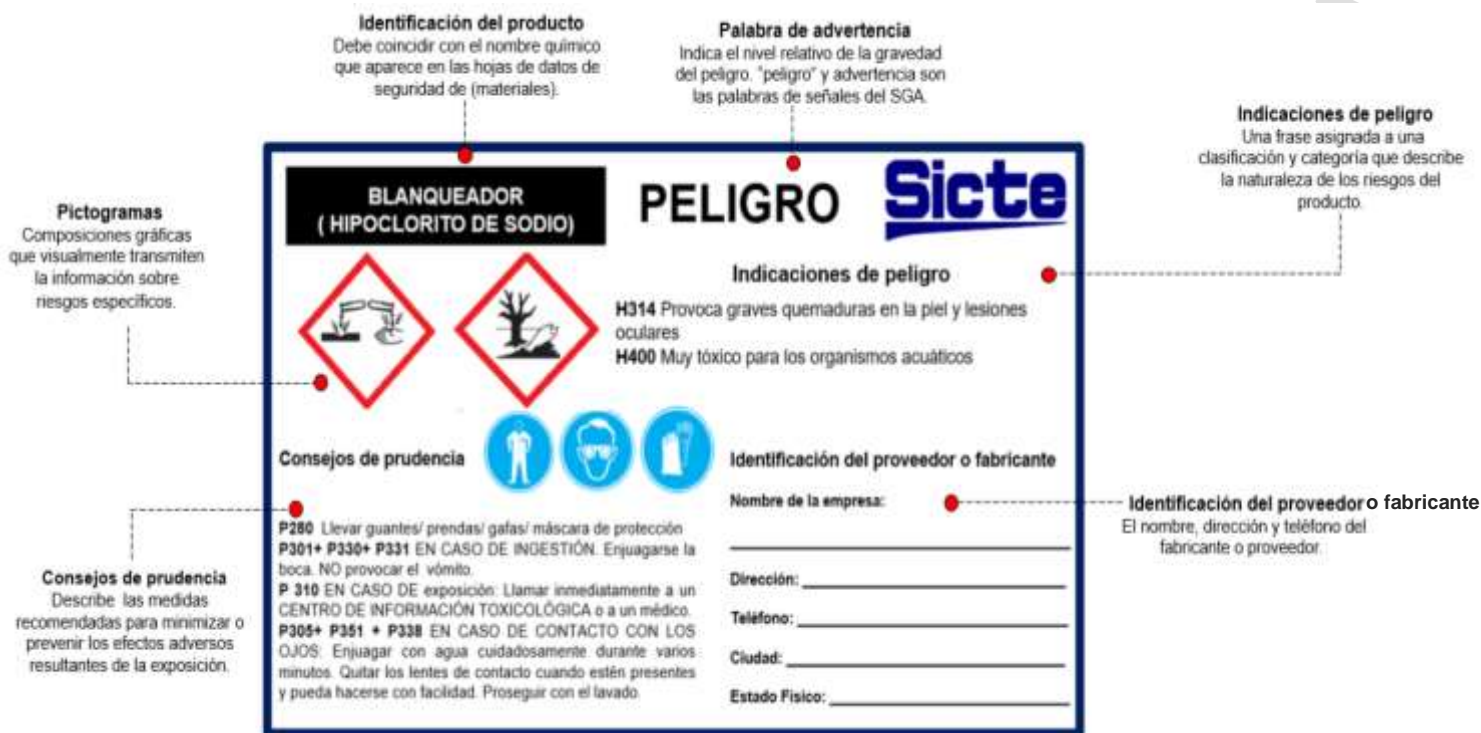 Identificación del producto
Debe coincidir con el nombre químico
que aparece en las hojas de datos de
seguridad de (materiales).
Palabra de advertencia
Indica el nivel relativo de la gravedad
del peligro. "peligro" y advertencia son
las palabras de señales del SGA.
Indicaciones de peligro
Una frase asignada a una
clasificación y categoría que describe
la naturaleza de los riesgos del
producto.
Pictogramas
Composiciones gráficas
que visualmente transmiten
la información sobre
riesgos específicos.
BLANQUEADOR
( HIPOCLORITO DE SODIO)
PELIGRO
Sicte
Indicaciones de peligro
H314 Provoca graves quemaduras en la piel y lesiones
oculares
H400 Muy tóxico para los organismos acuáticos
Consejos de prudencia
P280 Llevar guantes/ prendas/ gafas/ máscara de protección
P301+ P330+ P331 EN CASO DE INGESTIÓN. Enjuagarse la
boca. NO provocar el vómito.
P 310 EN CASO DE exposición: Llamar inmediatamente a un
CENTRO DE INFORMACIÓN TOXICOLÓGICA o a un médico.
P305+ P351 + P338 EN CASO DE CONTACTO CON LOS
OJOS: Enjuagar con agua cuidadosamente durante varios
minutos. Quitar los lentes de contacto cuando estén presentes
y pueda hacerse con facilidad. Proseguir con el lavado.
Identificación del proveedor o fabricante
Nombre de la empresa:
Dirección:
Teléfono:
Ciudad:
Estado Físico:
Identificación del proveedor o fabricante
El nombre, dirección y teléfono del
fabricante o proveedor.
Consejos de prudencia
Describe las medidas
recomendadas para minimizar o
prevenir los efectos adversos
resultantes de la exposición.